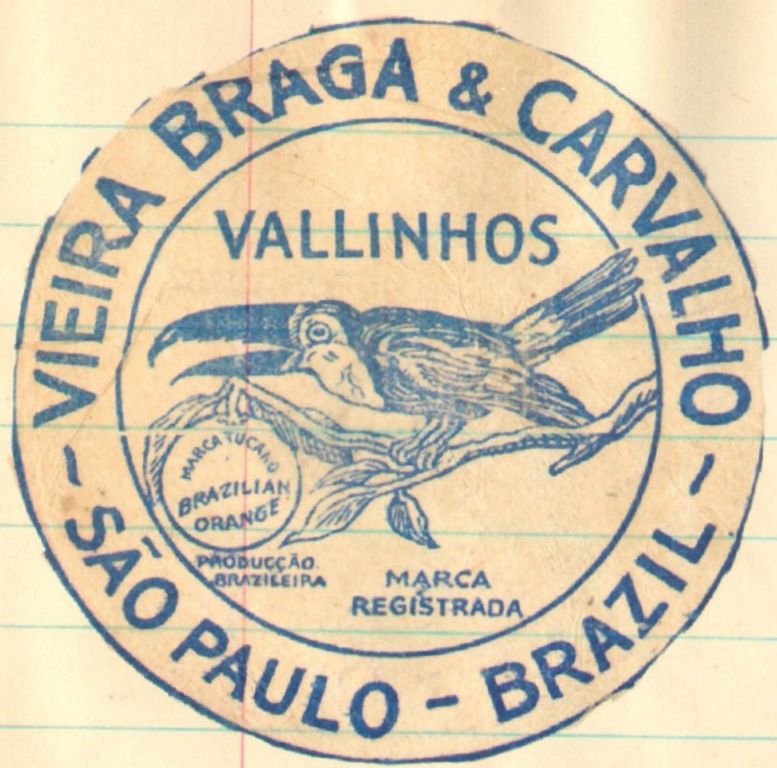 VIEIRA BRAGA & CARVALHO
VALLINHOS
MARCA TUCANO
BRAZILIAN
ORANGE
PRODUCÇÃO
BRAZILEIRA
MARCA
REGISTRADA
- SÃO PAULO - BRAZIL -